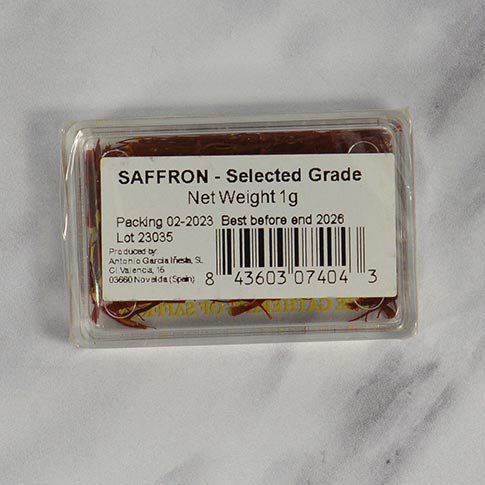 SAFFRON - Selected Grade
Net Weight 1g
Packing 02-2023 Best before end 2026
Lot 23035
Produced by:
Antonio Garcia Iñesta, SL
C/.Valencia, 15
03660 Novelda (Spain)
8 43603 07404 3